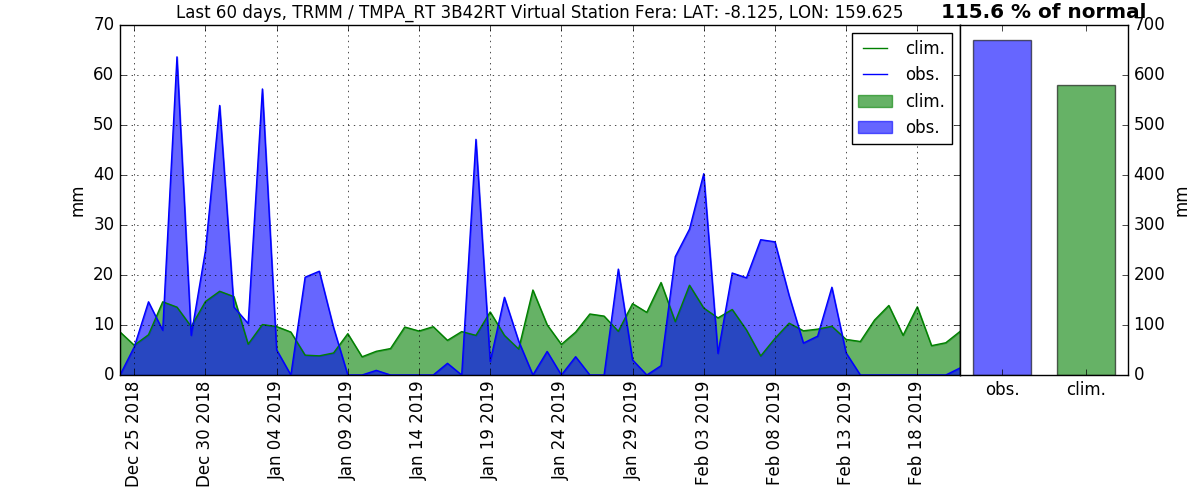 Last 60 days, TRMM / TMPA_RT 3B42RT Virtual Station Fera: LAT: -8.125, LON: 159.625
115.6 % of normal
70
60
50
40
30
20
10
0
mm
clim.
obs.
clim.
obs.
700
600
500
400
300
200
100
0
mm
obs.
clim.
Dec 25 2018
Dec 30 2018
Jan 04 2019
Jan 09 2019
Jan 14 2019
Jan 19 2019
Jan 24 2019
Jan 29 2019
Feb 03 2019
Feb 08 2019
Feb 13 2019
Feb 18 2019